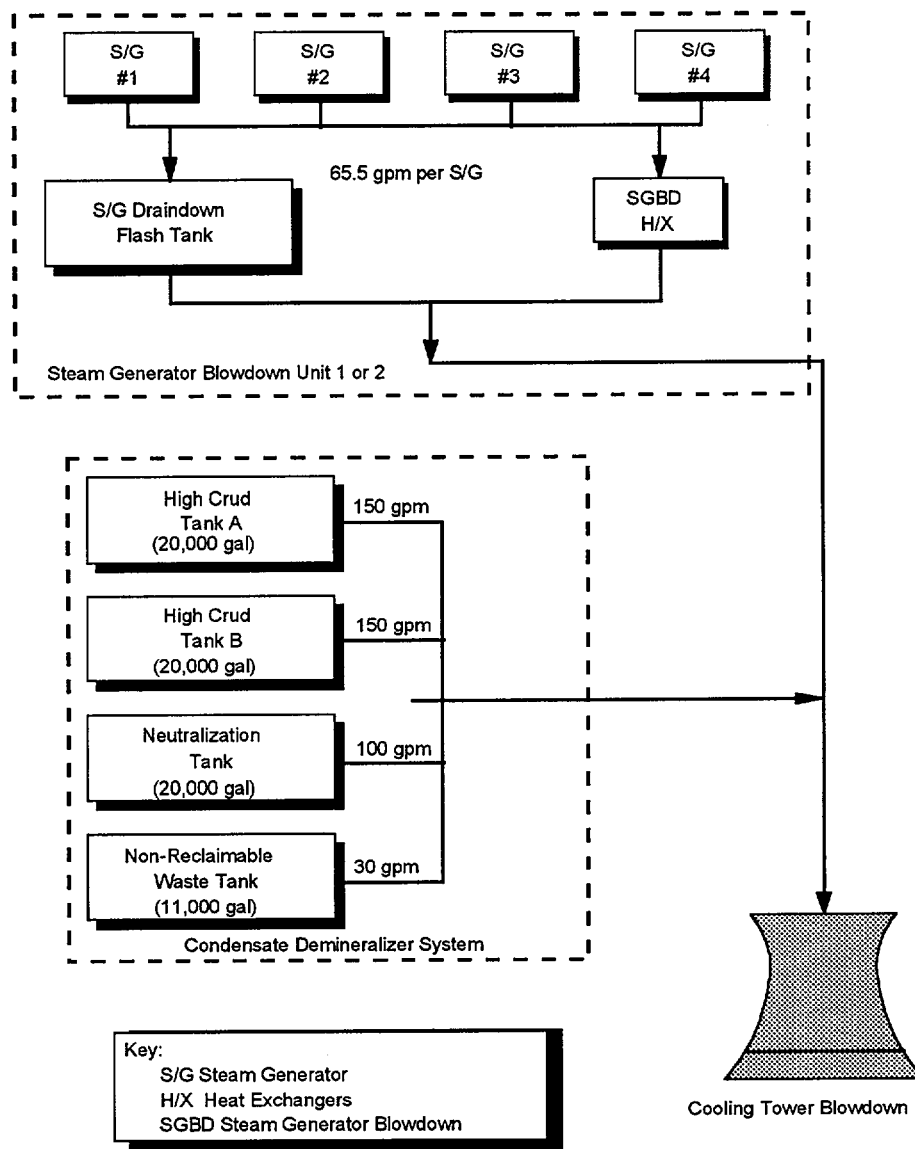 S/G
#1
S/G
#2
S/G
#3
S/G
#4
65.5 gpm per S/G
S/G Draindown
Flash Tank
SGBD
H/X
Steam Generator Blowdown Unit 1 or 2
High Crud
Tank A
(20,000 gal)
150 gpm
High Crud
Tank B
(20,000 gal)
150 gpm
Neutralization
Tank
(20,000 gal)
100 gpm
Non-Reclaimable
Waste Tank
(11,000 gal)
30 gpm
Condensate Demineralizer System
Key:
S/G Steam Generator
H/X Heat Exchangers
SGBD Steam Generator Blowdown
Cooling Tower Blowdown